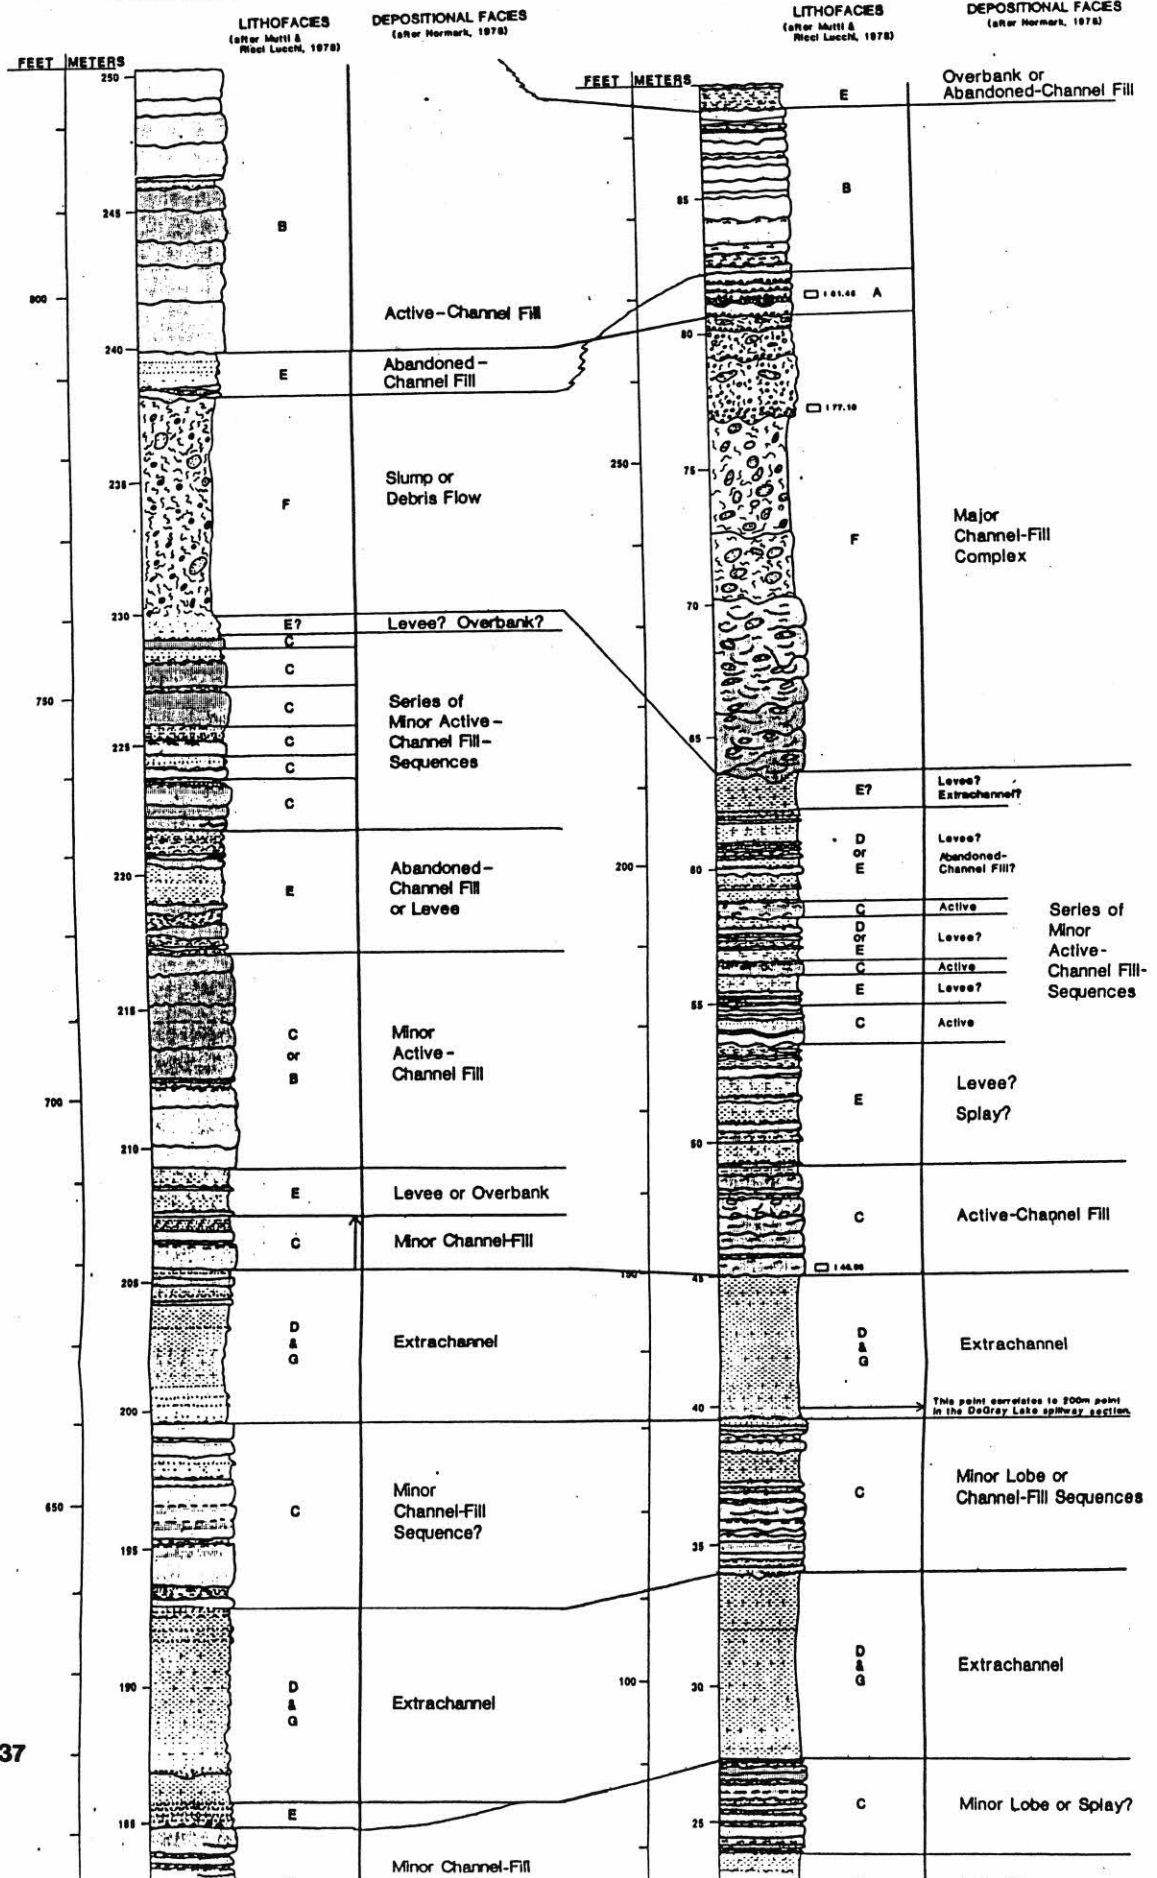 LITHOFACIES
(after Mutti &
Ricci Lucchi, 1978)
DEPOSITIONAL FACIES
(after Normark, 1978)
FEET METERS
250
245
B
800
Active-Channel Fill
240
E
Abandoned-
Channel Fill
235
F
Slump or
Debris Flow
230
E?
Levee? Overbank?
C
C
750
C
Series of
Minor Active-
Channel Fill-
Sequences
225
C
C
C
220
E
Abandoned-
Channel Fill
or Levee
215
C
or
B
Minor
Active-
Channel Fill
700
210
E
Levee or Overbank
C
Minor Channel-Fill
205
D
&
G
Extrachannel
200
650
C
Minor
Channel-Fill
Sequence?
195
190
D
&
G
Extrachannel
37
E
185
Minor Channel-Fill
LITHOFACIES
(after Mutti &
Ricci Lucchi, 1978)
DEPOSITIONAL FACIES
(after Normark, 1978)
FEET METERS
E
Overbank or
Abandoned-Channel Fill
85
B
A
80
177.10
250
75
F
Major
Channel-Fill
Complex
70
65
E?
Levee?
Extrachannel?
200
60
D
or
E
Levee?
Abandoned-
Channel Fill?
C
Active
D
or
E
Levee?
C
Active
E
Levee?
55
C
Active
Series of
Minor
Active-
Channel Fill-
Sequences
E
Levee?
Splay?
50
C
Active-Channel Fill
150
45
D
&
G
Extrachannel
40
This point correlates to 200m point
in the DeGray Lake spillway section.
C
Minor Lobe or
Channel-Fill Sequences
35
D
&
G
Extrachannel
100
30
C
Minor Lobe or Splay?
25